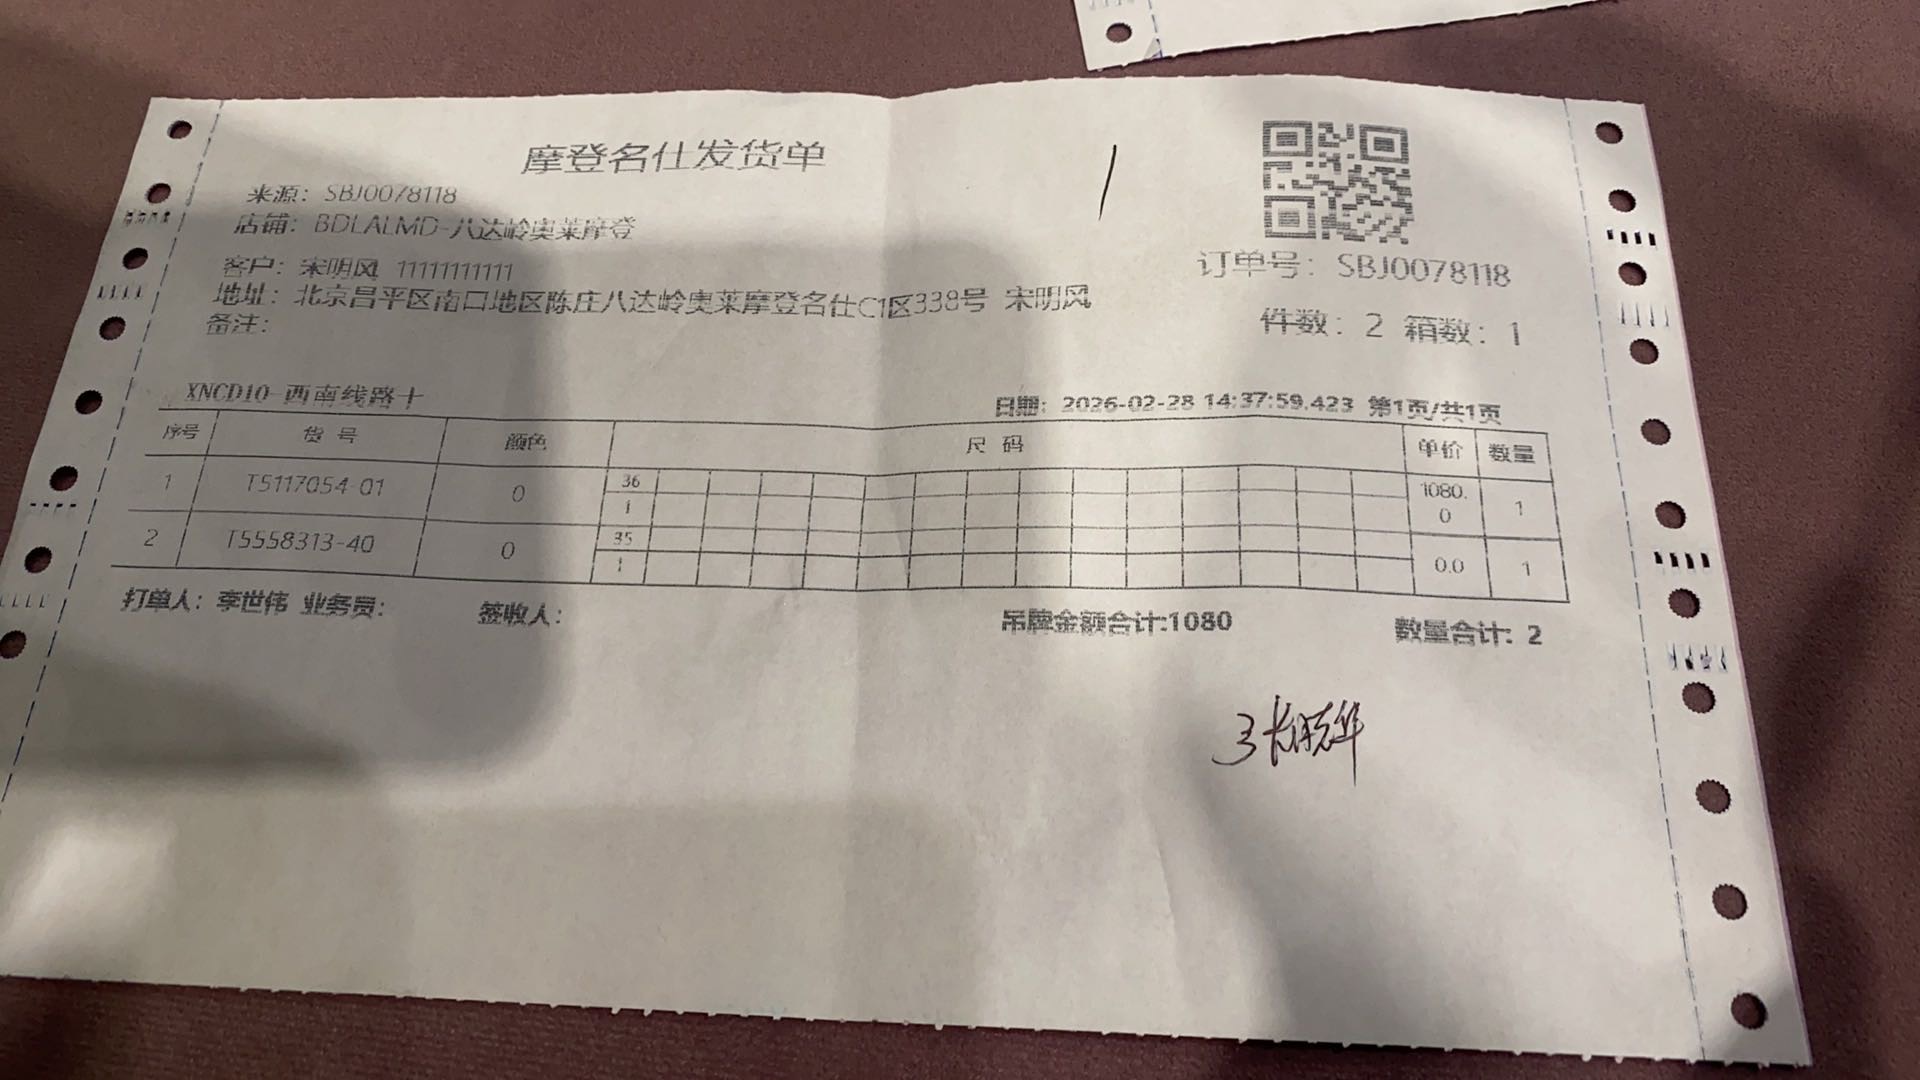 摩登名仕发货单
来源：SBJ0078118
店铺：BDLALMD-八达岭奥莱摩登
客户：宋明风 11111111111
订单号：SBJ0078118
地址：北京昌平区南口地区陈庄八达岭奥莱摩登名仕C1区338号 宋明风
备注：
件数：2 箱数：1
XNCD10-西南线路十
日期：2026-02-28 14:37:59.423 第1页/共1页
序号 货号 颜色 尺码 单价 数量
1 T5117054-01 0 36 1 1080.0 1
2 T5558313-40 0 35 1 0.0 1
打单人：李世伟 业务员： 签收人： 吊牌金额合计:1080 数量合计：2